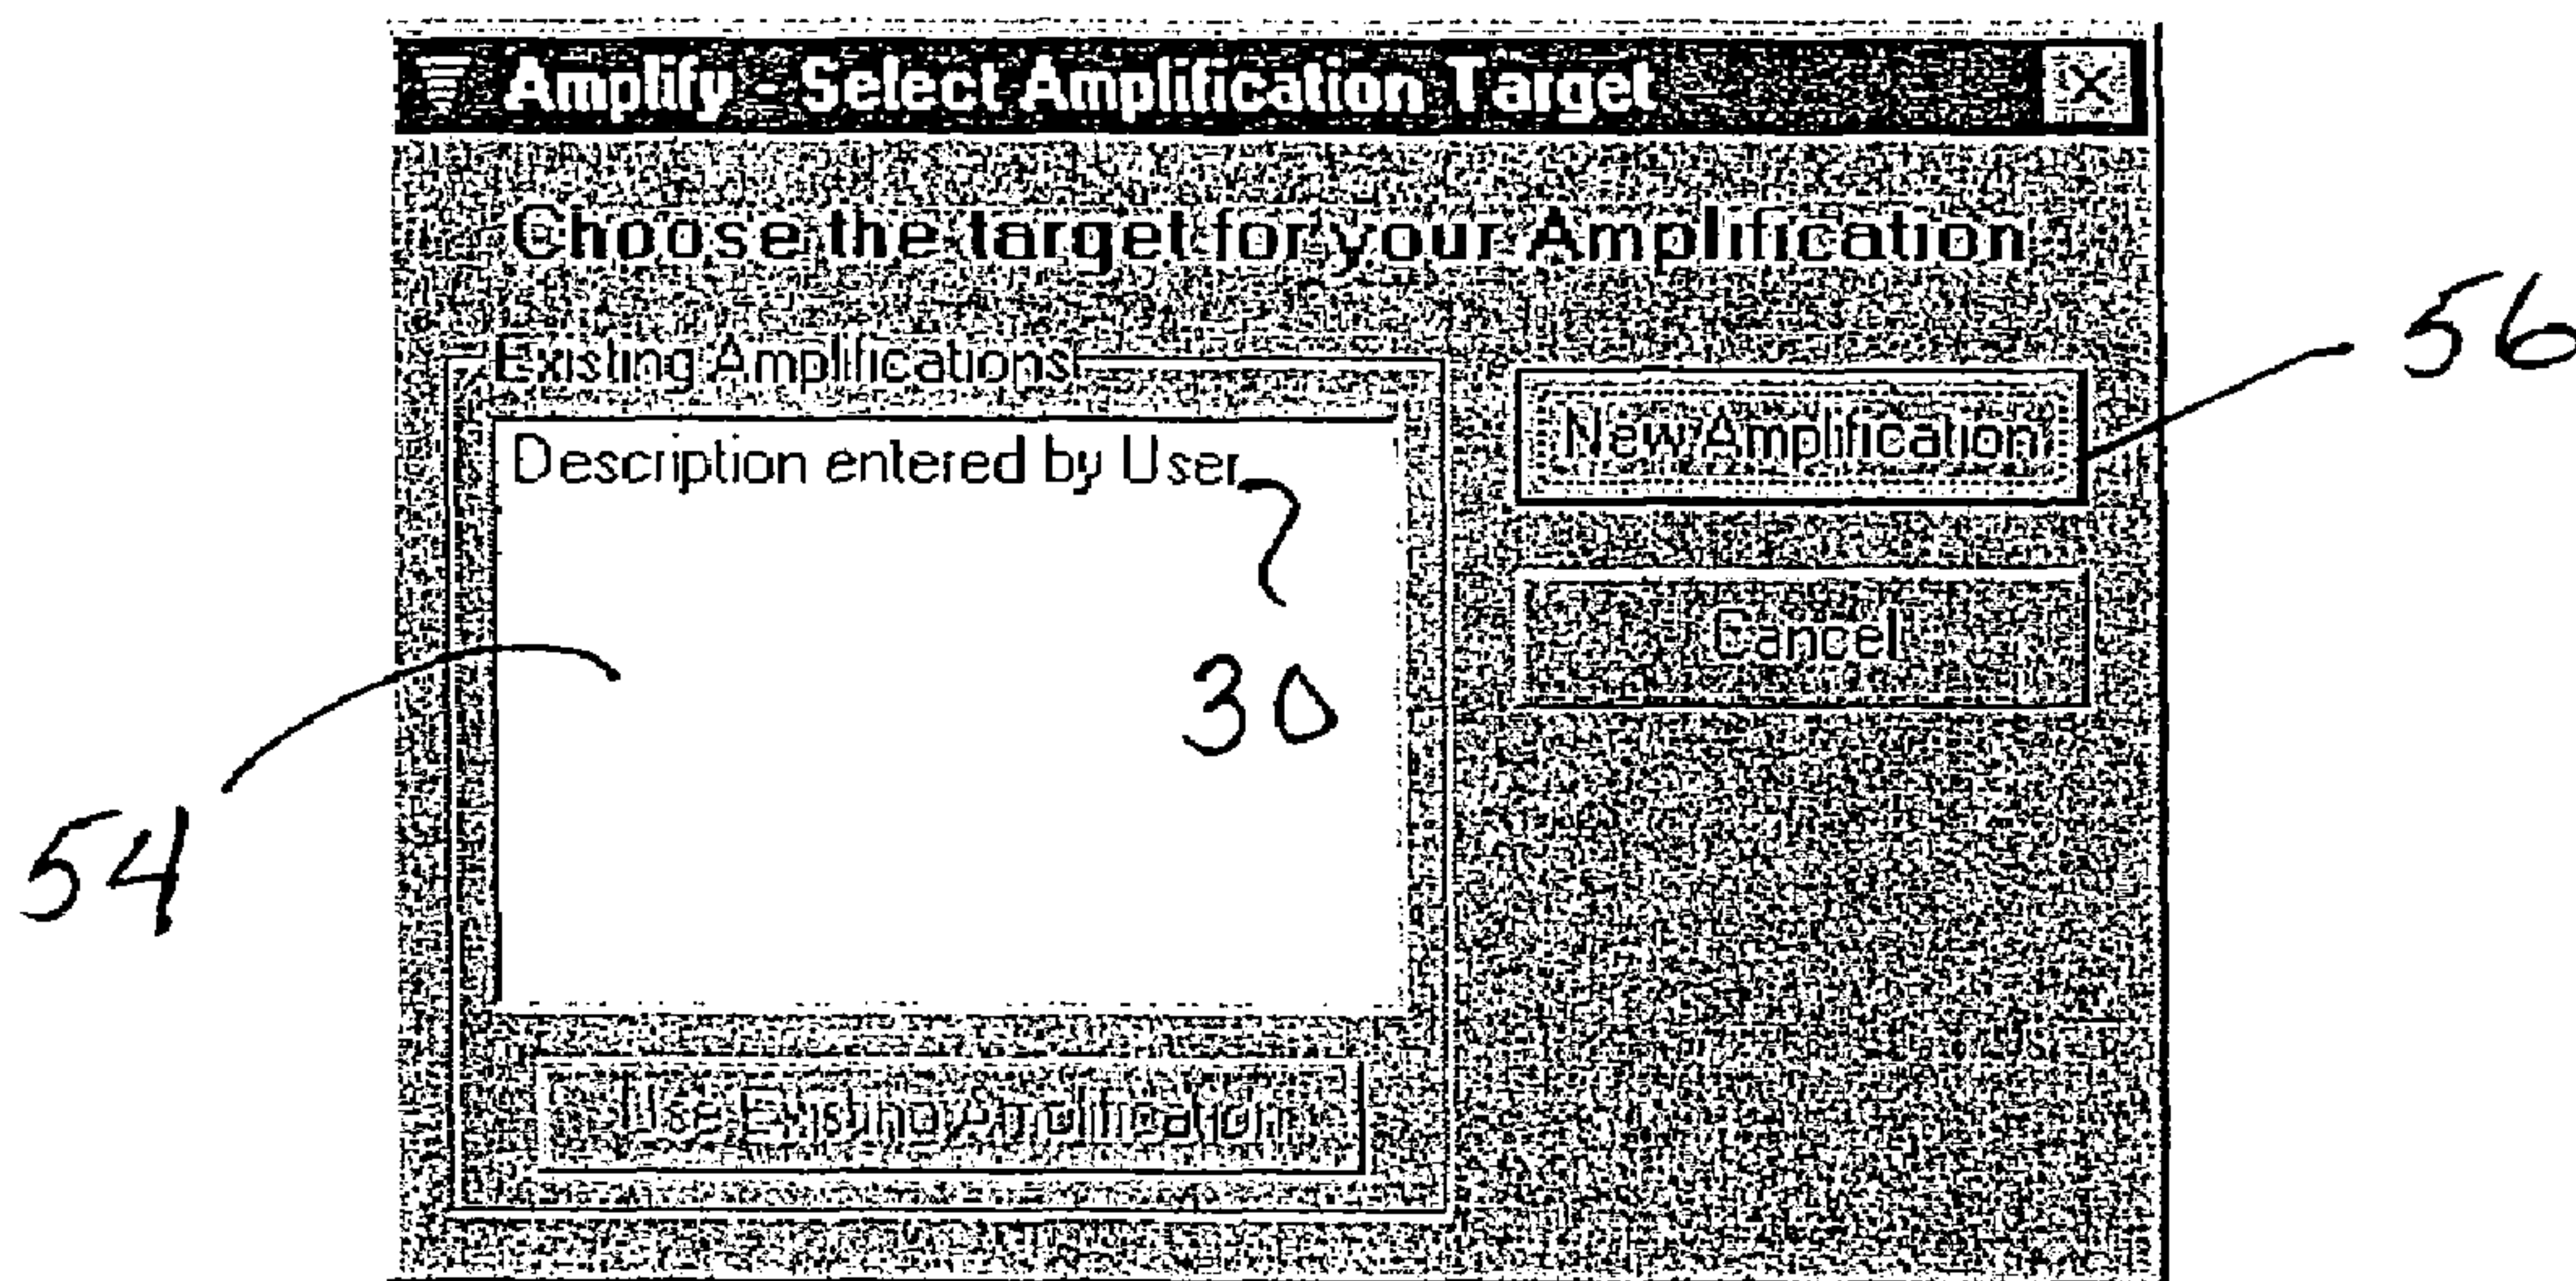 Amplify - Select Amplification Target
Choose the target for your Amplification
56
Existing Amplifications
New Amplification
Description entered by User
30
Cancel
54
Use Existing Amplification